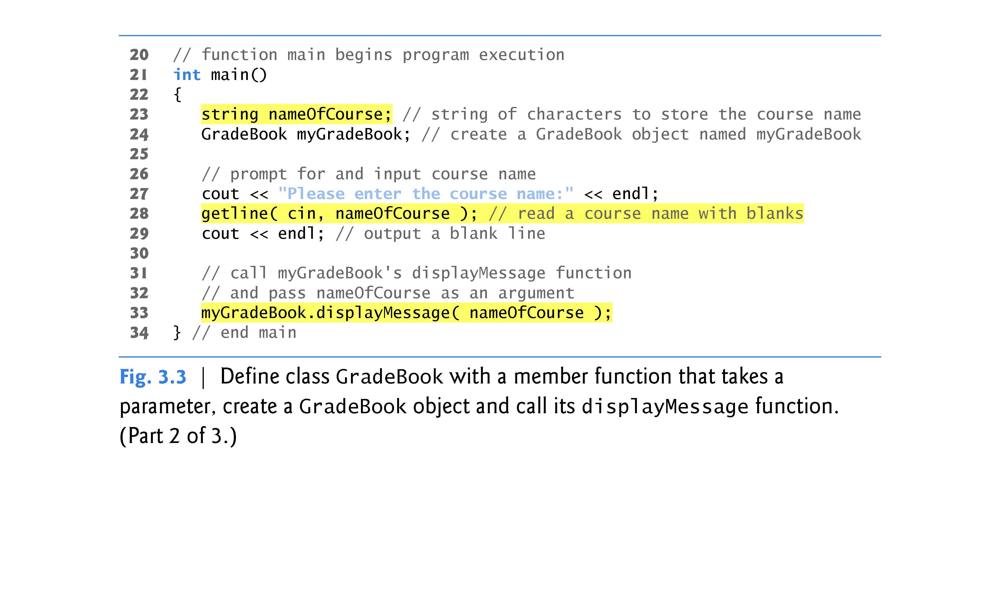 20 // function main begins program execution
21 int main()
22 {
23 string nameOfCourse; // string of characters to store the course name
24 GradeBook myGradeBook; // create a GradeBook object named myGradeBook
25
26 // prompt for and input course name
27 cout << "Please enter the course name:" << endl;
28 getline( cin, nameOfCourse ); // read a course name with blanks
29 cout << endl; // output a blank line
30
31 // call myGradeBook's displayMessage function
32 // and pass nameOfCourse as an argument
33 myGradeBook.displayMessage( nameOfCourse );
34 } // end main
Fig. 3.3 | Define class GradeBook with a member function that takes a
parameter, create a GradeBook object and call its displayMessage function.
(Part 2 of 3.)